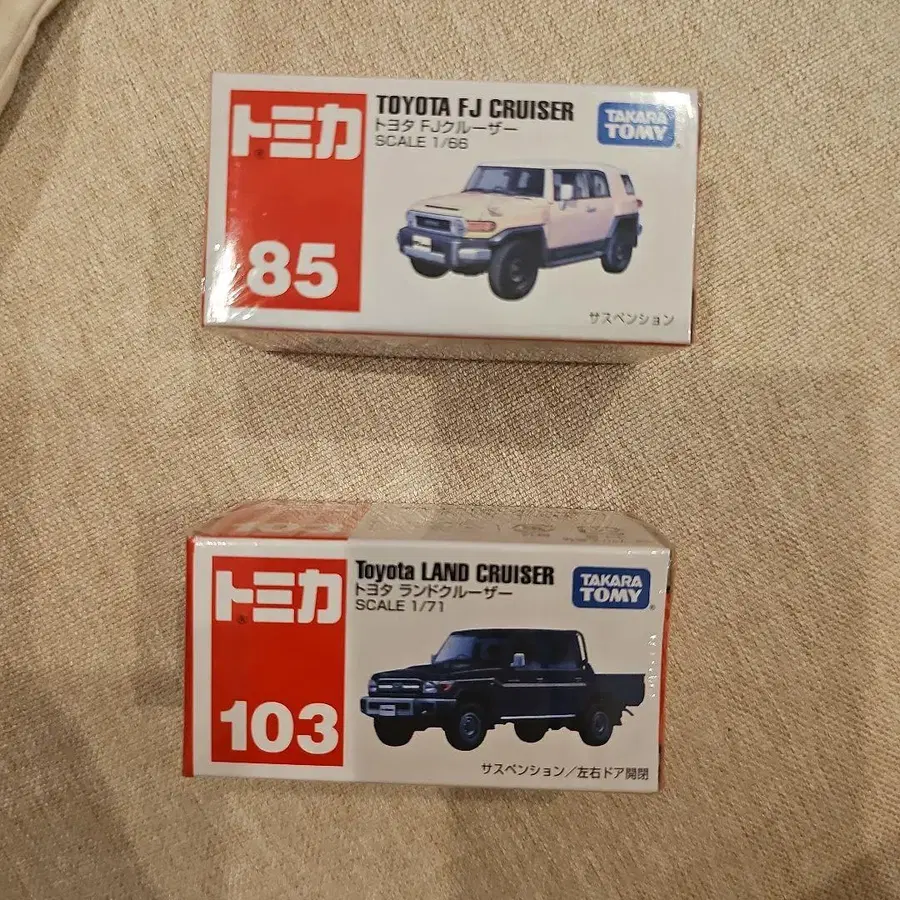 トミカ
85
TOYOTA FJ CRUISER
トヨタ FJクルーザー
SCALE 1/66
TAKARA
TOMY
サスペンション
103
トミカ
103
Toyota LAND CRUISER
トヨタ ランドクルーザー
SCALE 1/71
TAKARA
TOMY
サスペンション/左右ドア開閉